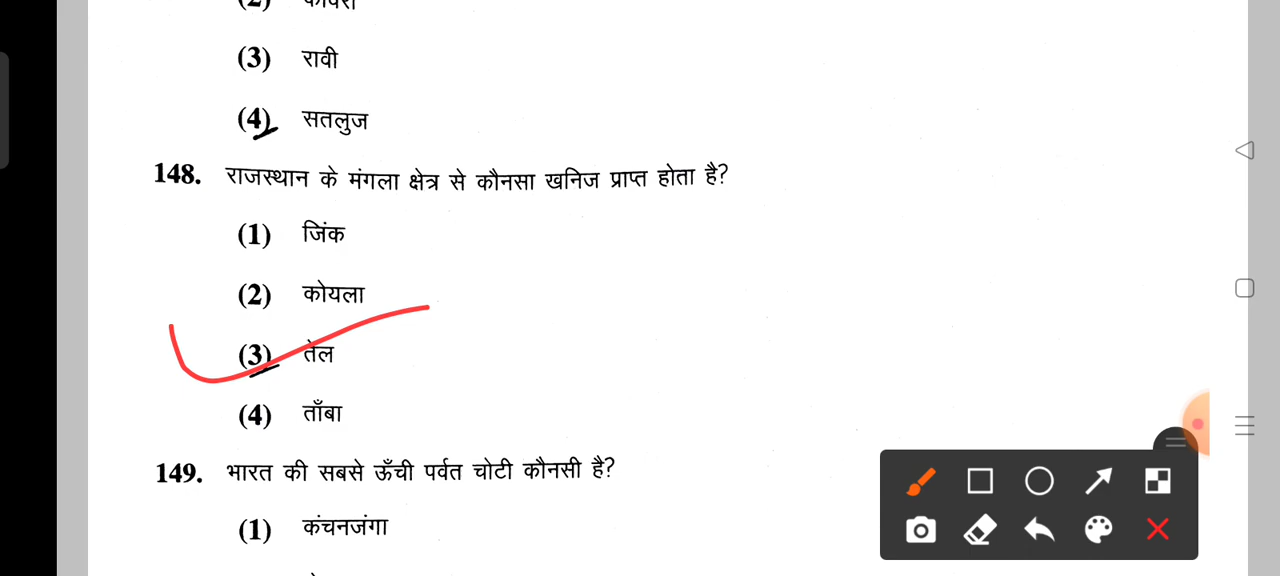 (3) रावी
(4) सतलुज
148. राजस्थान के मंगला क्षेत्र से कौनसा खनिज प्राप्त होता है?
(1) जिंक
(2) कोयला
(3) तेल
(4) ताँबा
149. भारत की सबसे ऊँची पर्वत चोटी कौनसी है?
(1) कंचनजंगा